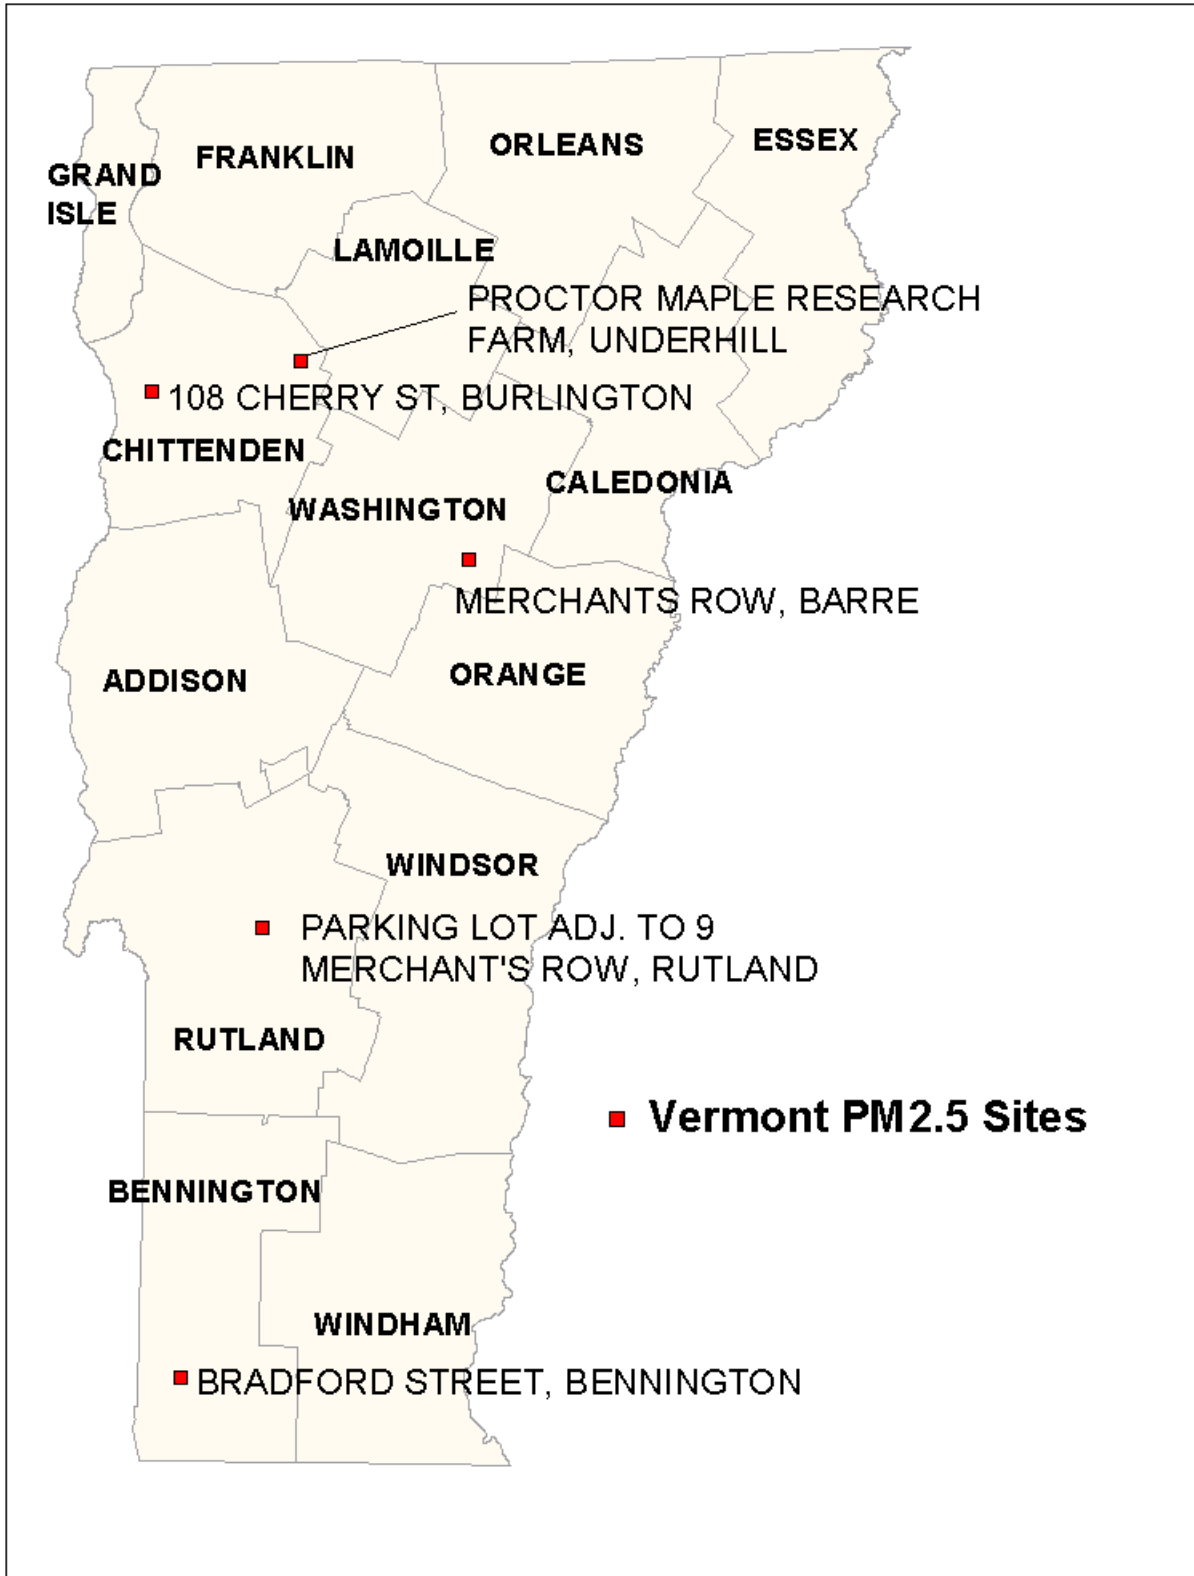 ESSEX
ORLEANS
FRANKLIN
GRAND
ISLE
LAMOILLE
PROCTOR MAPLE RESEARCH
FARM, UNDERHILL
108 CHERRY ST, BURLINGTON
CHITTENDEN
CALEDONIA
WASHINGTON
MERCHANTS ROW, BARRE
ORANGE
ADDISON
WINDSOR
PARKING LOT ADJ. TO 9
MERCHANT'S ROW, RUTLAND
RUTLAND
Vermont PM2.5 Sites
BENNINGTON
WINDHAM
BRADFORD STREET, BENNINGTON